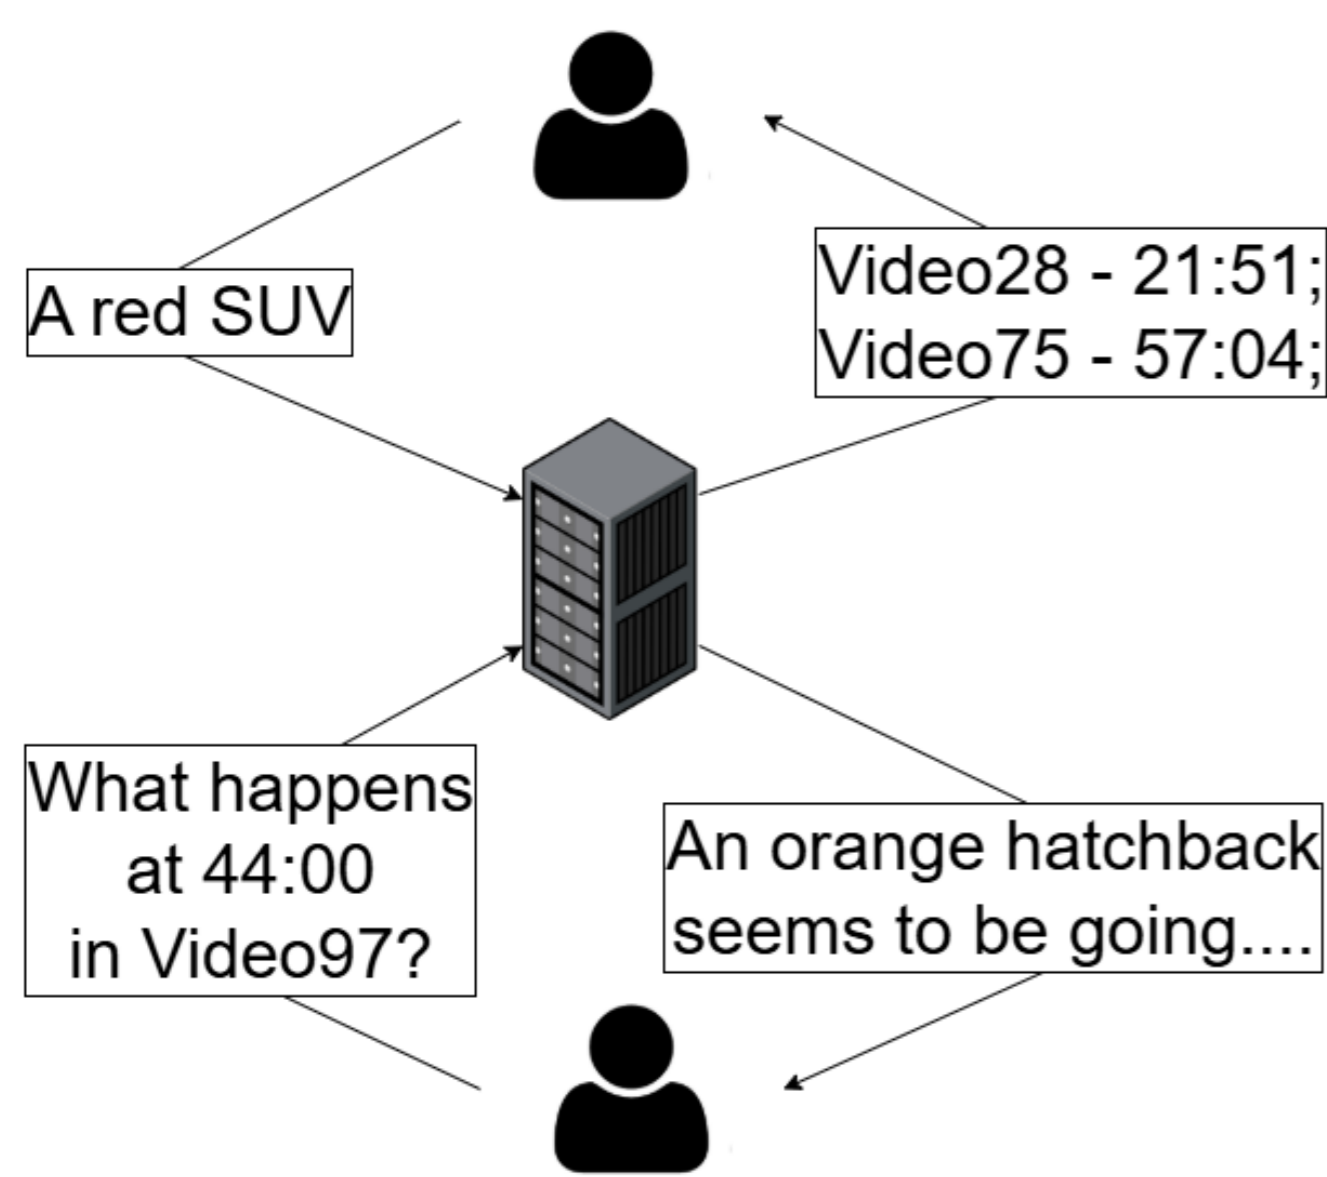 A red SUV
Video28 - 21:51;
Video75 - 57:04;
What happens
at 44:00
in Video97?
An orange hatchback
seems to be going....